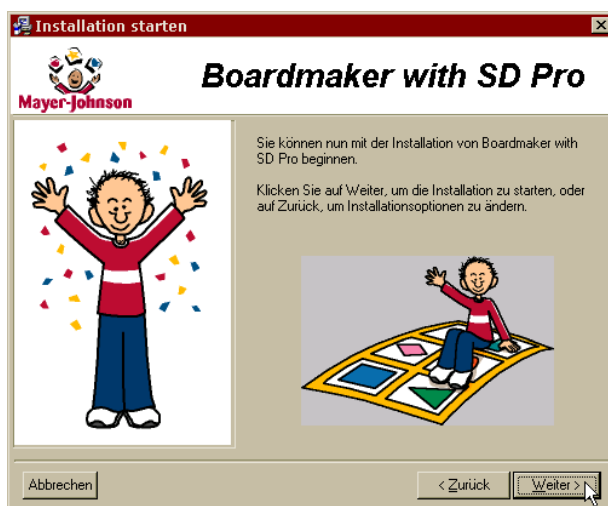 Installation starten
Mayer-Johnson
Boardmaker with SD Pro
Sie können nun mit der Installation von Boardmaker with
SD Pro beginnen.
Klicken Sie auf Weiter, um die Installation zu starten, oder
auf Zurück, um Installationsoptionen zu ändern.
Abbrechen
< Zurück
Weiter >